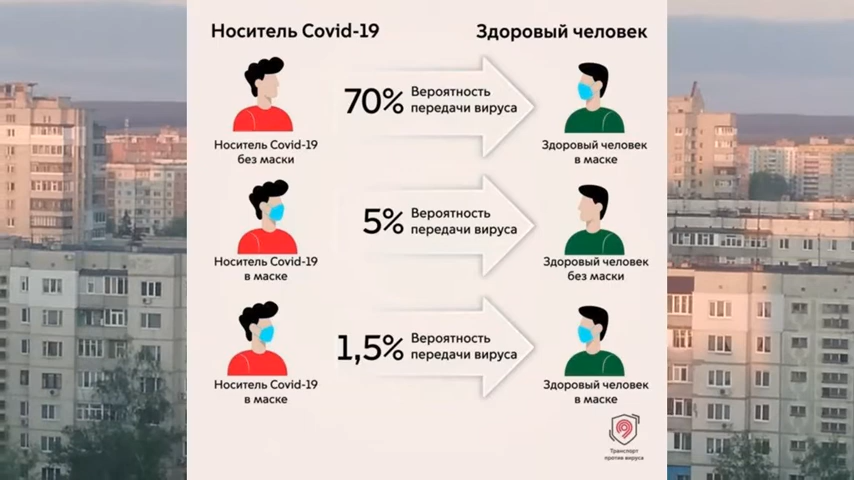 Носитель Covid-19
Здоровый человек
70%
Вероятность
передачи вируса
Носитель Covid-19
без маски
Здоровый человек
в маске
5%
Вероятность
передачи вируса
Носитель Covid-19
в маске
Здоровый человек
без маски
1,5%
Вероятность
передачи вируса
Носитель Covid-19
в маске
Здоровый человек
в маске
Транспорт
против вируса